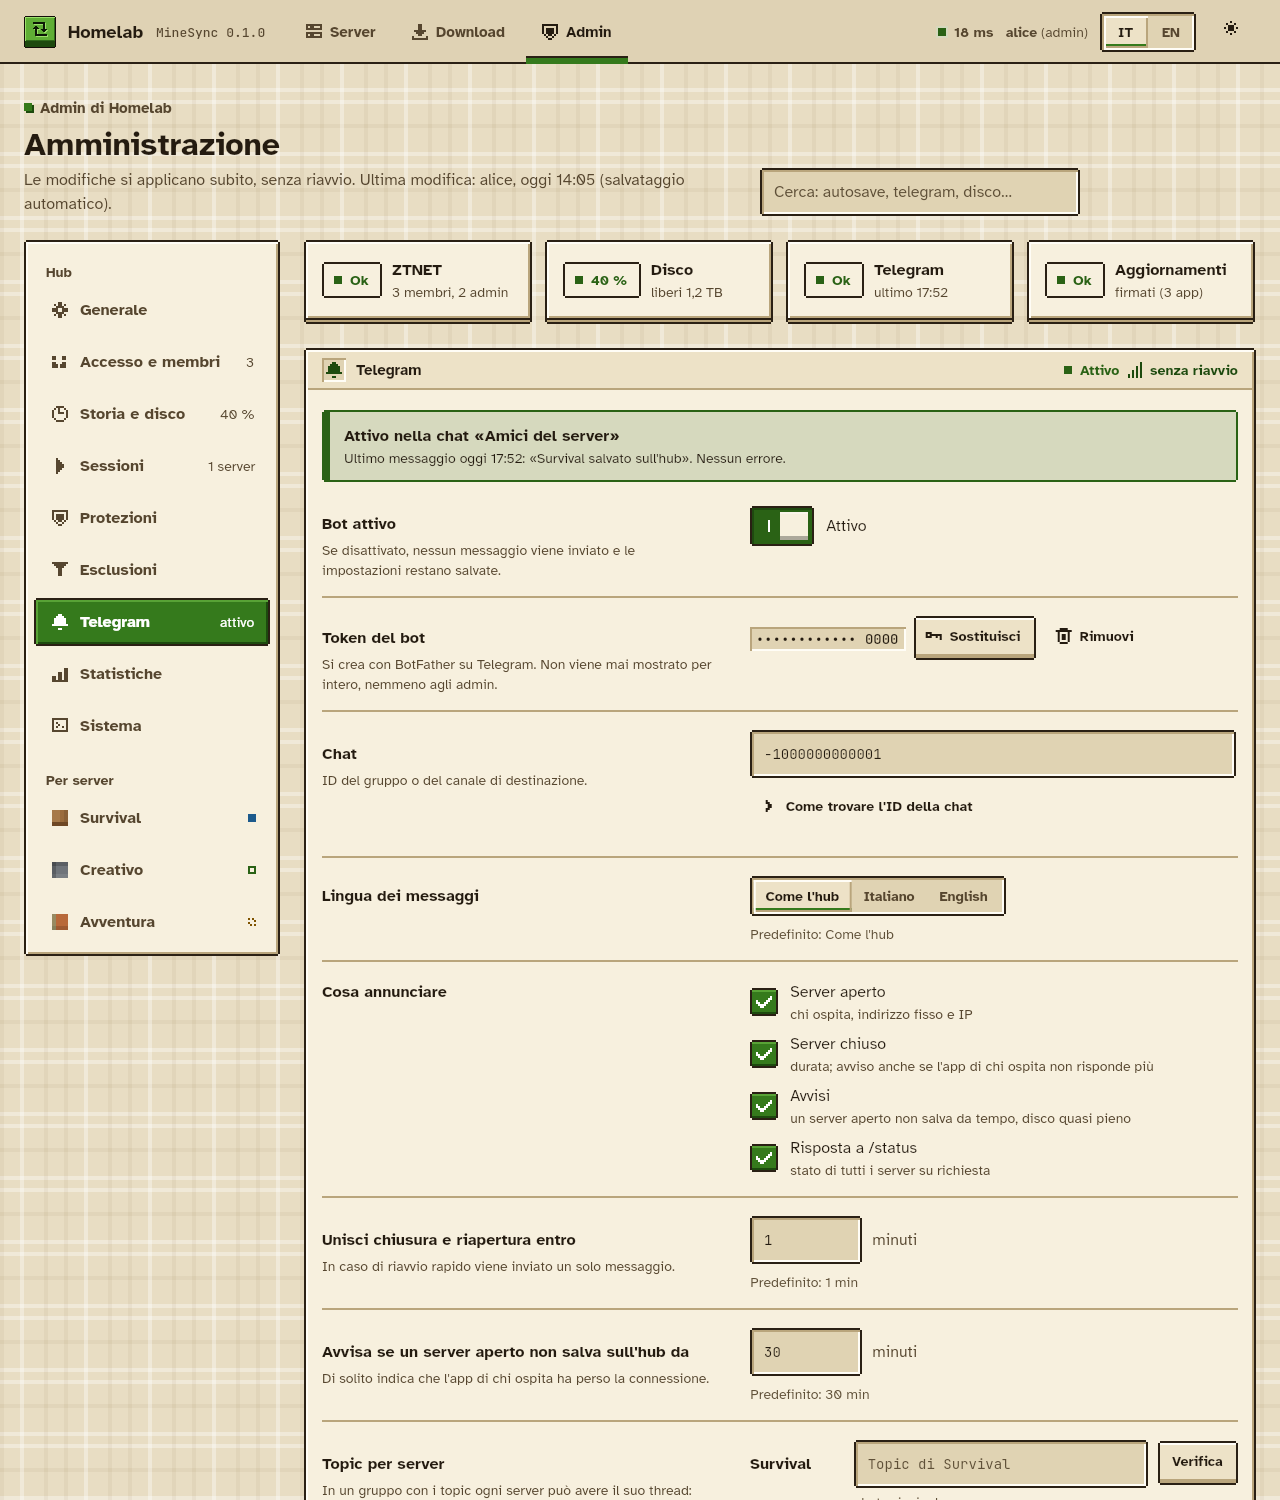 Homelab MineSync 0.1.0 Server Download Admin 18 ms alice (admin) IT EN
Admin di Homelab
Amministrazione
Le modifiche si applicano subito, senza riavvio. Ultima modifica: alice, oggi 14:05 (salvataggio
automatico).
Cerca: autosave, telegram, disco...
Hub
Generale
Accesso e membri 3
Storia e disco 40 %
Sessioni 1 server
Protezioni
Esclusioni
Telegram attivo
Statistiche
Sistema
Per server
Survival
Creativo
Avventura
Ok ZTNET
3 membri, 2 admin
40 % Disco
liberi 1,2 TB
Ok Telegram
ultimo 17:52
Ok Aggiornamenti
firmati (3 app)
Telegram Attivo senza riavvio
Attivo nella chat «Amici del server»
Ultimo messaggio oggi 17:52: «Survival salvato sull'hub». Nessun errore.
Bot attivo
Se disattivato, nessun messaggio viene inviato e le
impostazioni restano salvate.
Attivo
Token del bot
Si crea con BotFather su Telegram. Non viene mai mostrato per
intero, nemmeno agli admin.
•••••••••••• 0000 Sostituisci Rimuovi
Chat
ID del gruppo o del canale di destinazione.
-1000000000001
Come trovare l'ID della chat
Lingua dei messaggi
Come l'hub Italiano English
Predefinito: Come l'hub
Cosa annunciare
Server aperto
chi ospita, indirizzo fisso e IP
Server chiuso
durata; avviso anche se l'app di chi ospita non risponde più
Avvisi
un server aperto non salva da tempo, disco quasi pieno
Risposta a /status
stato di tutti i server su richiesta
Unisci chiusura e riapertura entro
In caso di riavvio rapido viene inviato un solo messaggio.
1 minuti
Predefinito: 1 min
Avvisa se un server aperto non salva sull'hub da
Di solito indica che l'app di chi ospita ha perso la connessione.
30 minuti
Predefinito: 30 min
Topic per server
In un gruppo con i topic ogni server può avere il suo thread:
Survival Topic di Survival Verifica